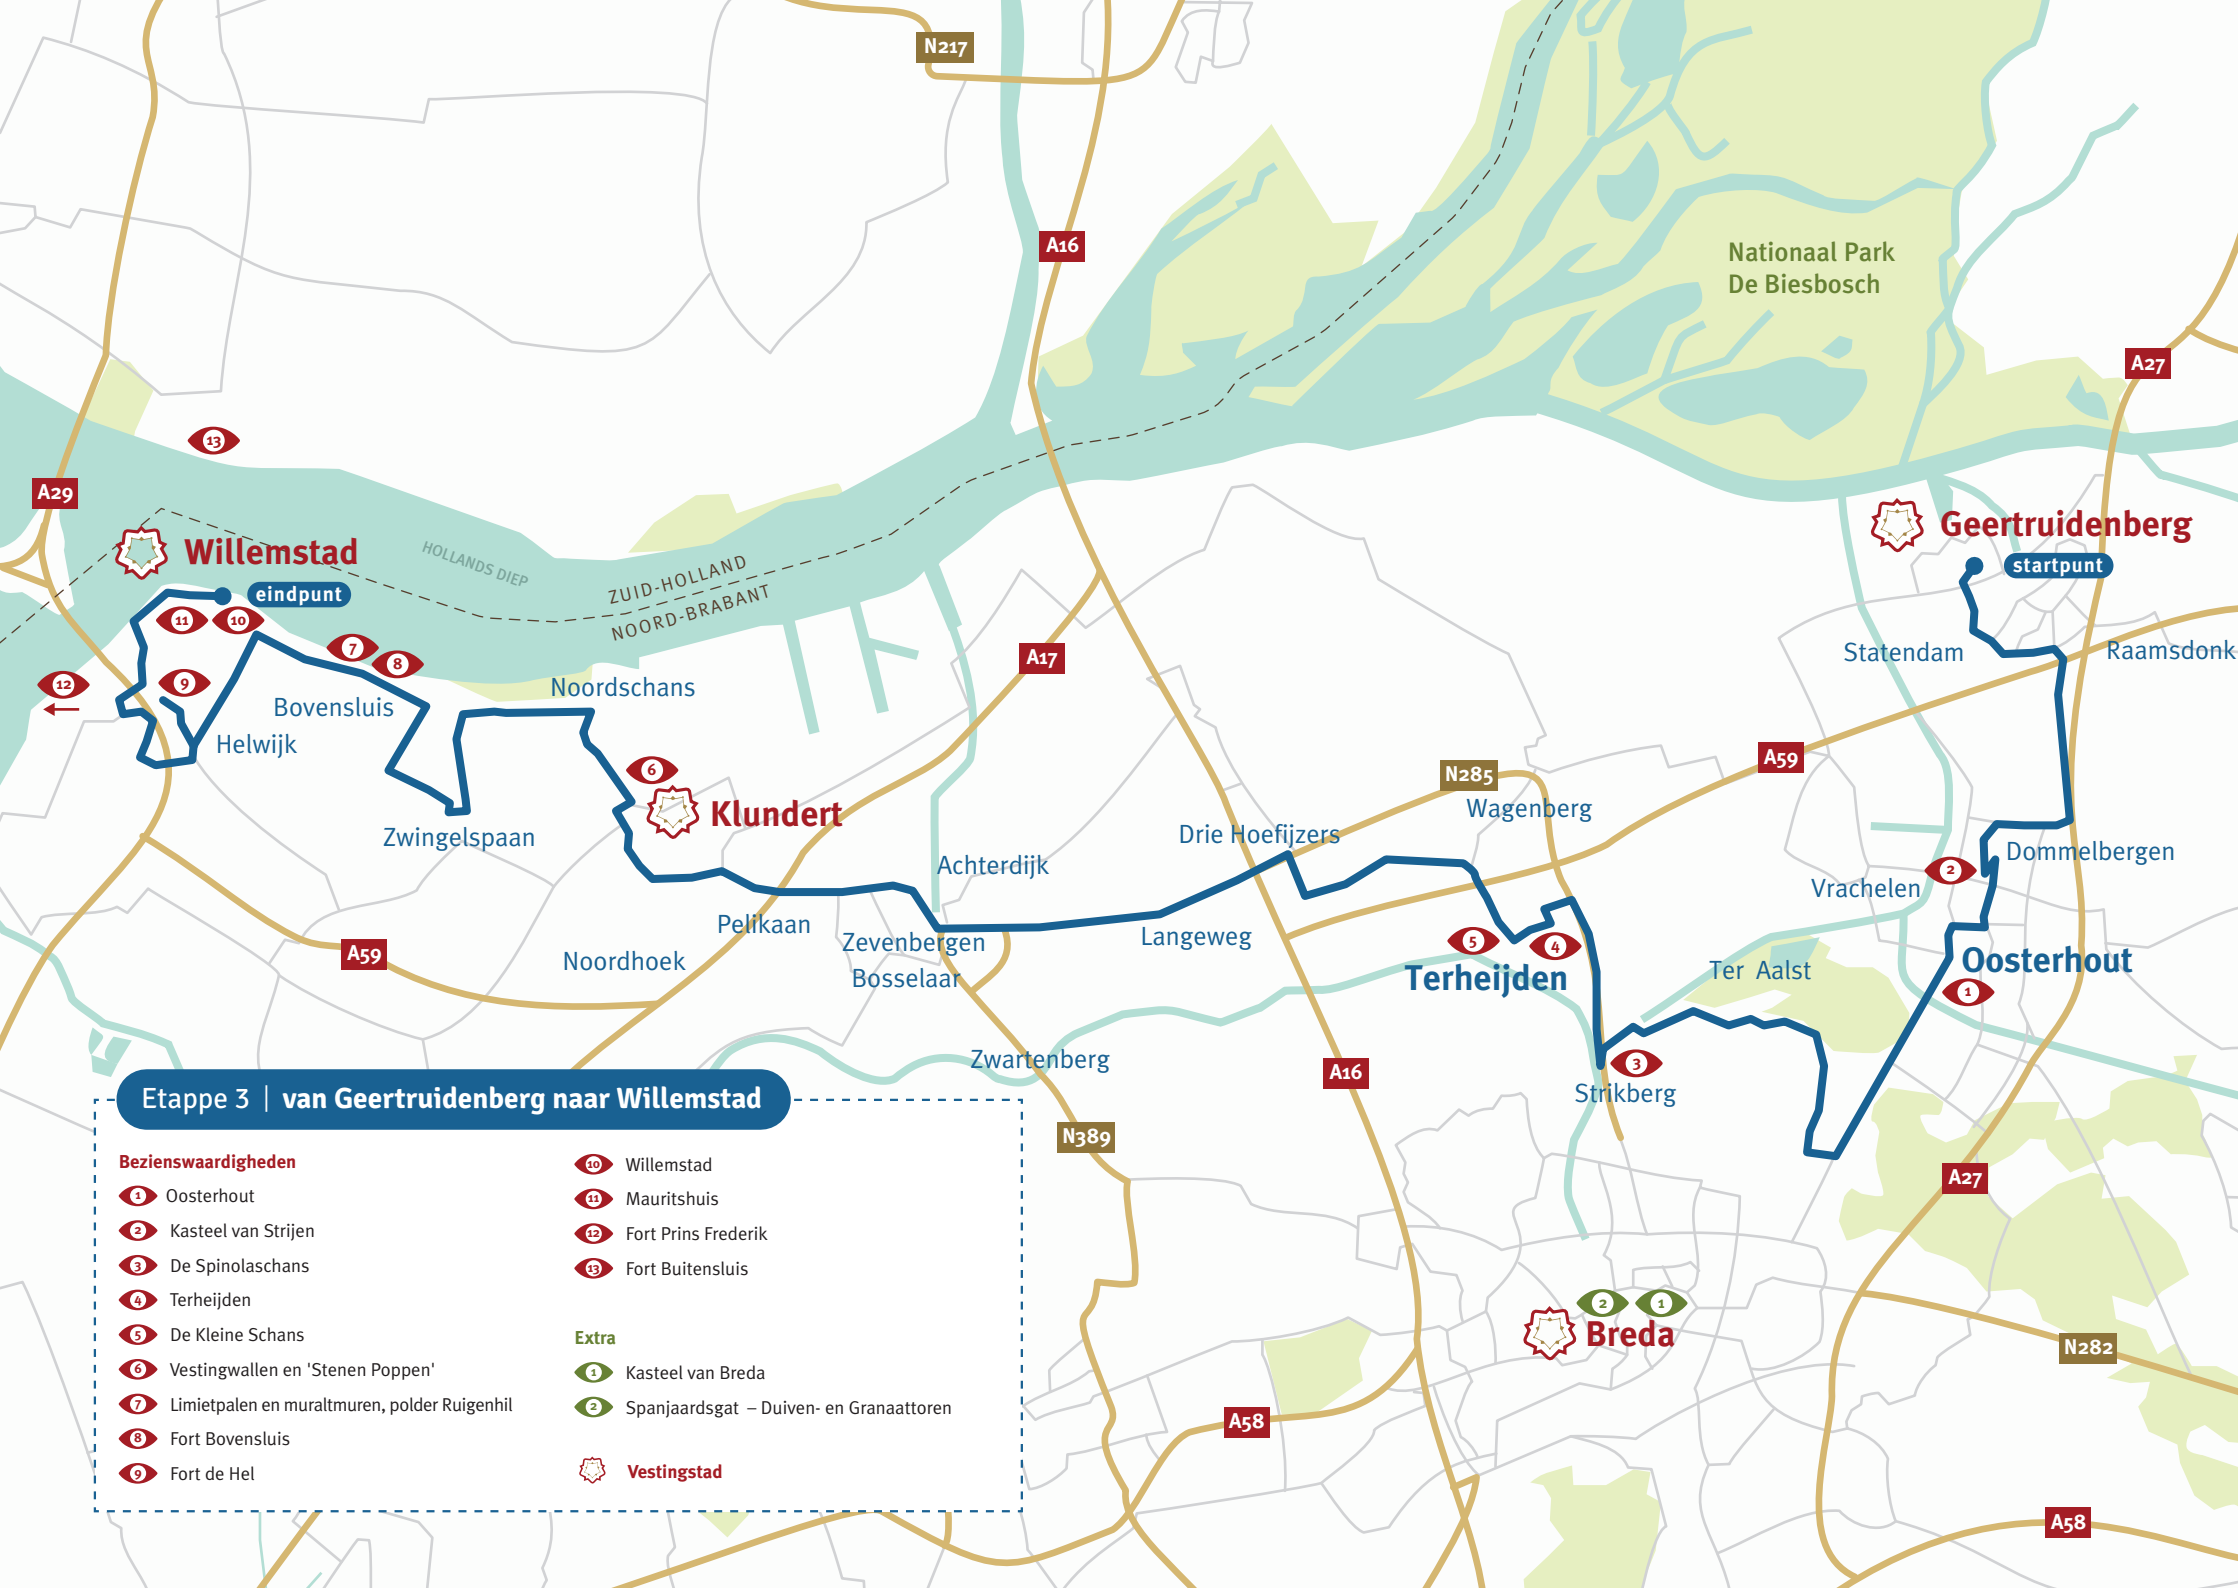 N217
A16
Nationaal Park
De Biesbosch
A27
13
A29
Willemstad
HOLLANDS DIEP
ZUID-HOLLAND
NOORD-BRABANT
eindpunt
11
10
7
8
12
9
Bovensluis
Helwijk
Noordschans
Zwingelspaan
6
Klundert
A17
Geertruidenberg
startpunt
Statendam
Raamsdonk
A59
N285
Wagenberg
Drie Hoefijzers
Achterdijk
Dommelbergen
2
Vrachelen
Pelikaan
Zevenbergen
Bosselaar
Langeweg
Noordhoek
A59
5
4
Terheijden
Ter Aalst
Oosterhout
1
Zwartenberg
A16
3
Strikberg
N389
A27
2
1
Breda
N282
A58
A58
Etappe 3 | van Geertruidenberg naar Willemstad
Bezienswaardigheden
1 Oosterhout
2 Kasteel van Strijen
3 De Spinolaschans
4 Terheijden
5 De Kleine Schans
6 Vestingwallen en 'Stenen Poppen'
7 Limietpalen en muraltmuren, polder Ruigenhil
8 Fort Bovensluis
9 Fort de Hel
10 Willemstad
11 Mauritshuis
12 Fort Prins Frederik
13 Fort Buitensluis
Extra
1 Kasteel van Breda
2 Spanjaardsgat – Duiven- en Granaattoren
Vestingstad